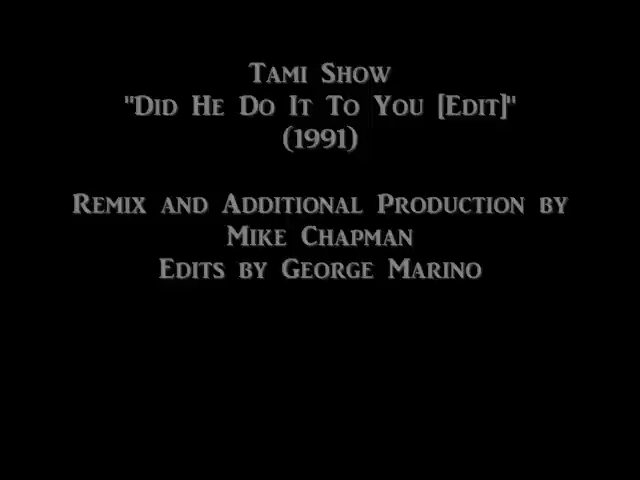 Tami Show
"Did He Do It To You [Edit]"
(1991)
Remix and Additional Production by
Mike Chapman
Edits by George Marino